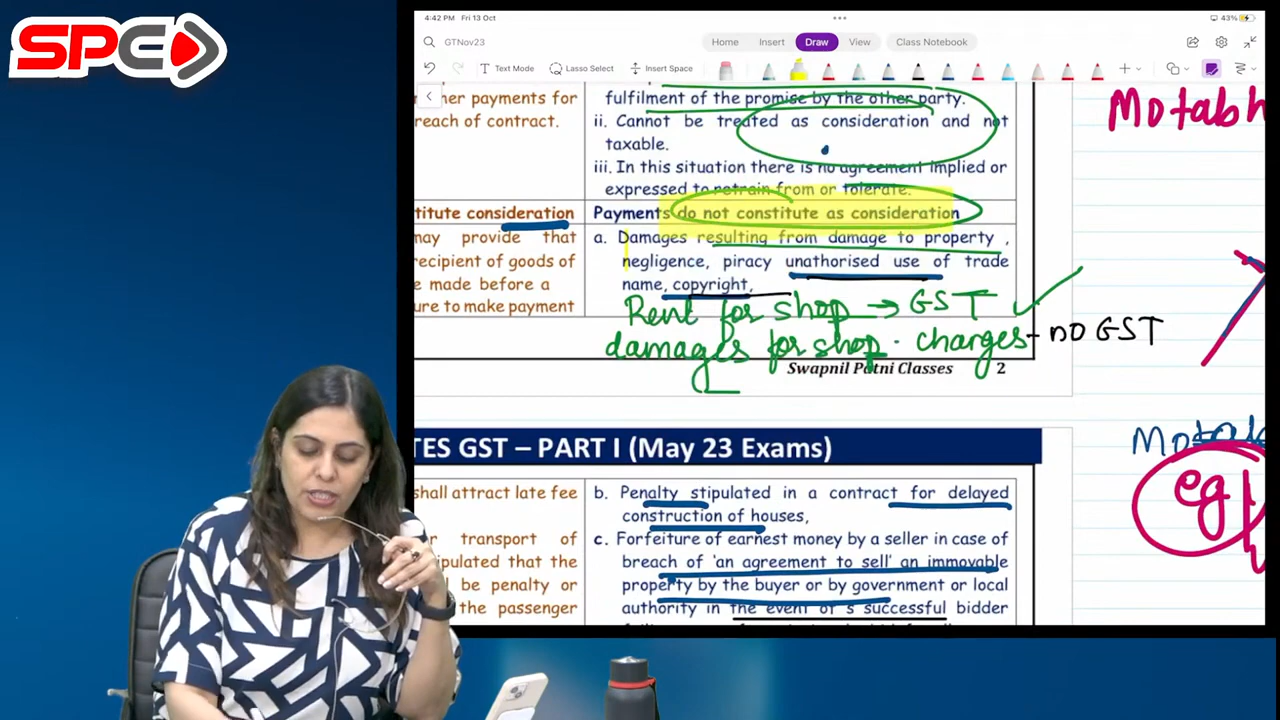 SPC
4:42 PM Fri 13 Oct
43%
GTNov23
Home Insert Draw View Class Notebook
Text Mode Lasso Select Insert Space
her payments for
reach of contract.
fulfilment of the promise by the other party.
ii. Cannot be treated as consideration and not
taxable.
iii. In this situation there is no agreement implied or
expressed to refrain from or tolerate.
titute consideration
Payments do not constitute as consideration
may provide that
recipient of goods of
e made before a
ure to make payment
a. Damages resulting from damage to property ,
negligence, piracy unathorised use of trade
name, copyright,
Rent for shop → GST ✓
damages for shop. charges - no GST
Swapnil Patni Classes 2
Motabh
TES GST – PART I (May 23 Exams)
Motab
eg
shall attract late fee
r transport of
ipulated that the
be penalty or
the passenger
b. Penalty stipulated in a contract for delayed
construction of houses,
c. Forfeiture of earnest money by a seller in case of
breach of 'an agreement to sell' an immovable
property by the buyer or by government or local
authority in the event of s successful bidder